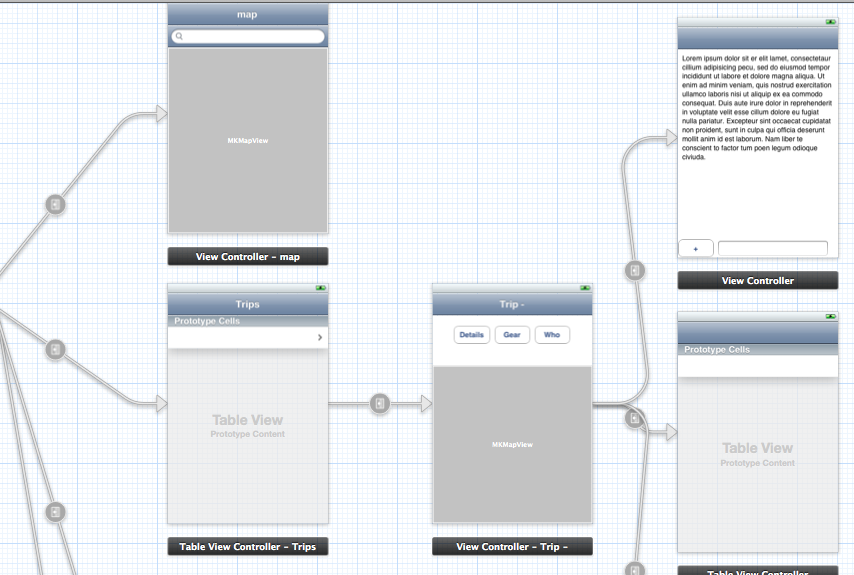 map
MKMapView
View Controller - map
Trips
Prototype Cells
Table View
Prototype Content
Table View Controller - Trips
Trip -
Details
Gear
Who
MKMapView
View Controller - Trip -
Lorem ipsum dolor sit er elit lamet, consectetaur
cillium adipisicing pecu, sed do eiusmod tempor
incididunt ut labore et dolore magna aliqua. Ut
enim ad minim veniam, quis nostrud exercitation
ullamco laboris nisi ut aliquip ex ea commodo
consequat. Duis aute irure dolor in reprehenderit
in voluptate velit esse cillum dolore eu fugiat
nulla pariatur. Excepteur sint occaecat cupidatat
non proident, sunt in culpa qui officia deserunt
mollit anim id est laborum. Nam liber te
conscient to factor tum poen legum odioque
civiuda.
+
View Controller
Prototype Cells
Table View
Prototype Content
Table View Controller